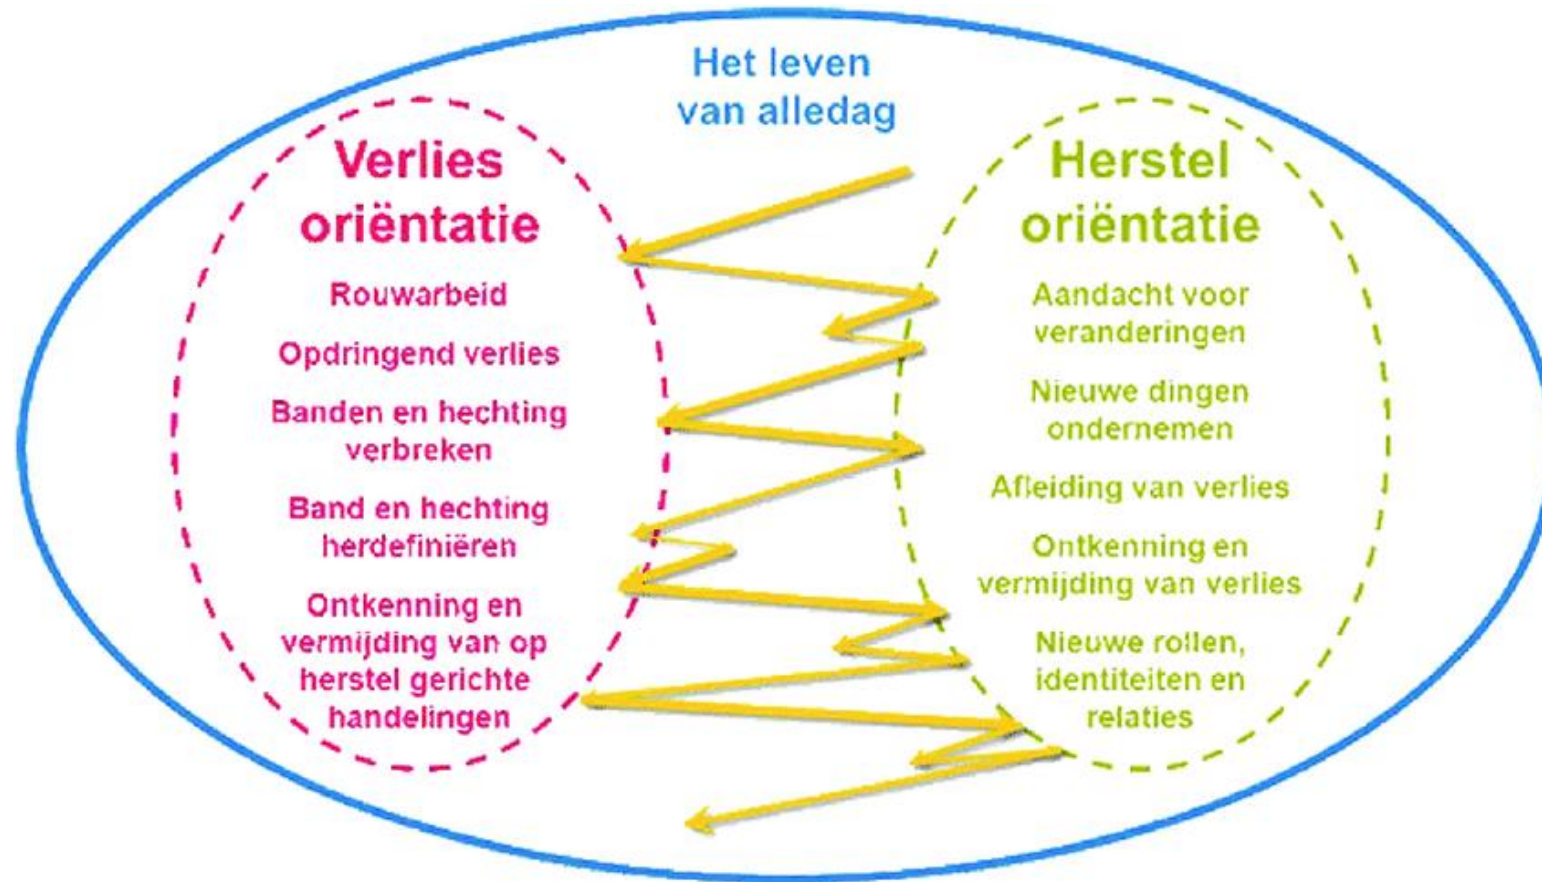 Het leven
van alledag
Verlies
oriëntatie
Rouwarbeid
Opdringend verlies
Banden en hechting
verbreken
Band en hechting
herdefiniëren
Ontkenning en
vermijding van op
herstel gerichte
handelingen
Herstel
oriëntatie
Aandacht voor
veranderingen
Nieuwe dingen
ondernemen
Afleiding van verlies
Ontkenning en
vermijding van verlies
Nieuwe rollen,
identiteiten en
relaties